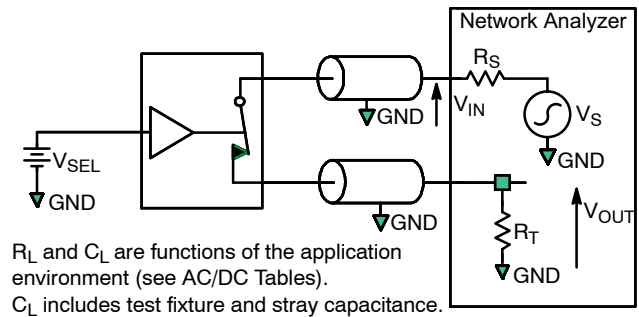 Network Analyzer
RS
GND
VIN
VS
GND
VSEL
GND
GND
RT
VOUT
GND
RL and CL are functions of the application
environment (see AC/DC Tables).
CL includes test fixture and stray capacitance.